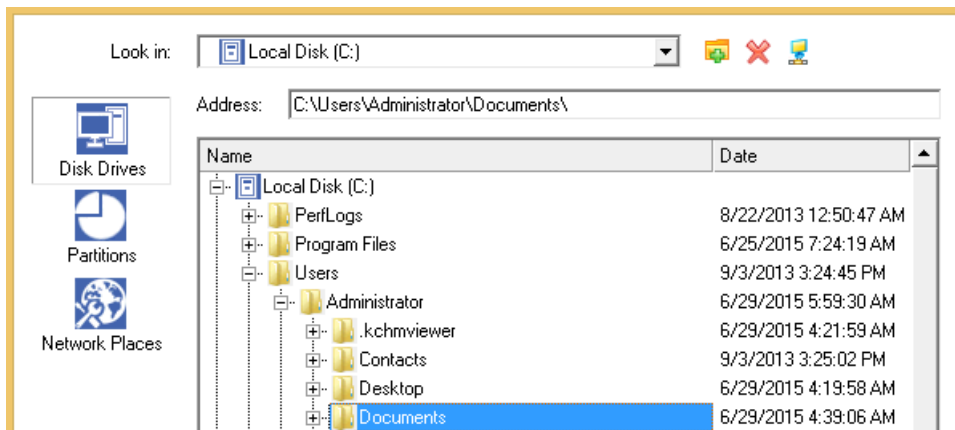 Look in: Local Disk (C:)
Address: C:\Users\Administrator\Documents\
Disk Drives
Partitions
Network Places
Name Date
Local Disk (C:)
PerfLogs 8/22/2013 12:50:47 AM
Program Files 6/25/2015 7:24:19 AM
Users 9/3/2013 3:24:45 PM
Administrator 6/29/2015 5:59:30 AM
.kchmviewer 6/29/2015 4:21:59 AM
Contacts 9/3/2013 3:25:02 PM
Desktop 6/29/2015 4:19:58 AM
Documents 6/29/2015 4:39:06 AM